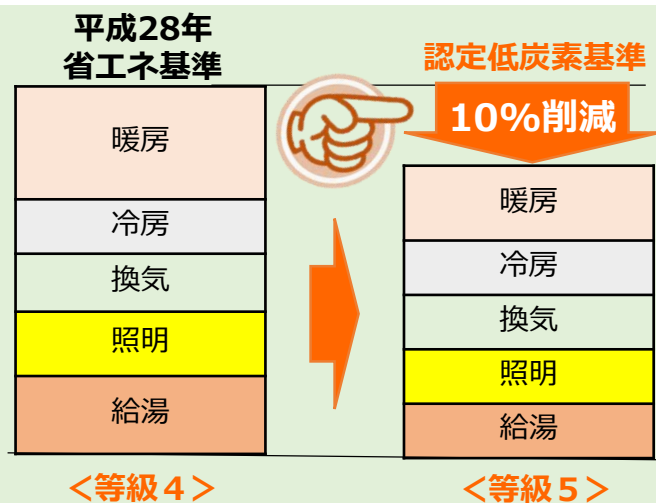 平成28年
省エネ基準
暖房
冷房
換気
照明
給湯
＜等級４＞
認定低炭素基準
10%削減
暖房
冷房
換気
照明
給湯
＜等級５＞